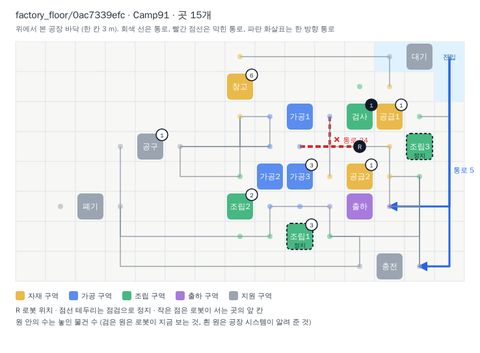 factory_floor/0ac7339efc · Camp91 · 곳 15개
위에서 본 공장 바닥 (한 칸 3 m). 회색 선은 통로, 빨간 점선은 막힌 통로, 파란 화살표는 한 방향 통로
대기
진입
6
창고
가공1
1
검사
1
공급1
✕ 통로 24
R
1
공구
조립3
정지
통로 5
가공2
3
가공3
1
공급2
폐기
2
조립2
출하
3
조립1
정지
충전
자재 구역
가공 구역
조립 구역
출하 구역
지원 구역
R 로봇 위치 · 점선 테두리는 점검으로 정지 · 작은 점은 로봇이 서는 곳의 앞 칸
원 안의 수는 놓인 물건 수 (검은 원은 로봇이 지금 보는 것, 흰 원은 공장 시스템이 알려 준 것)